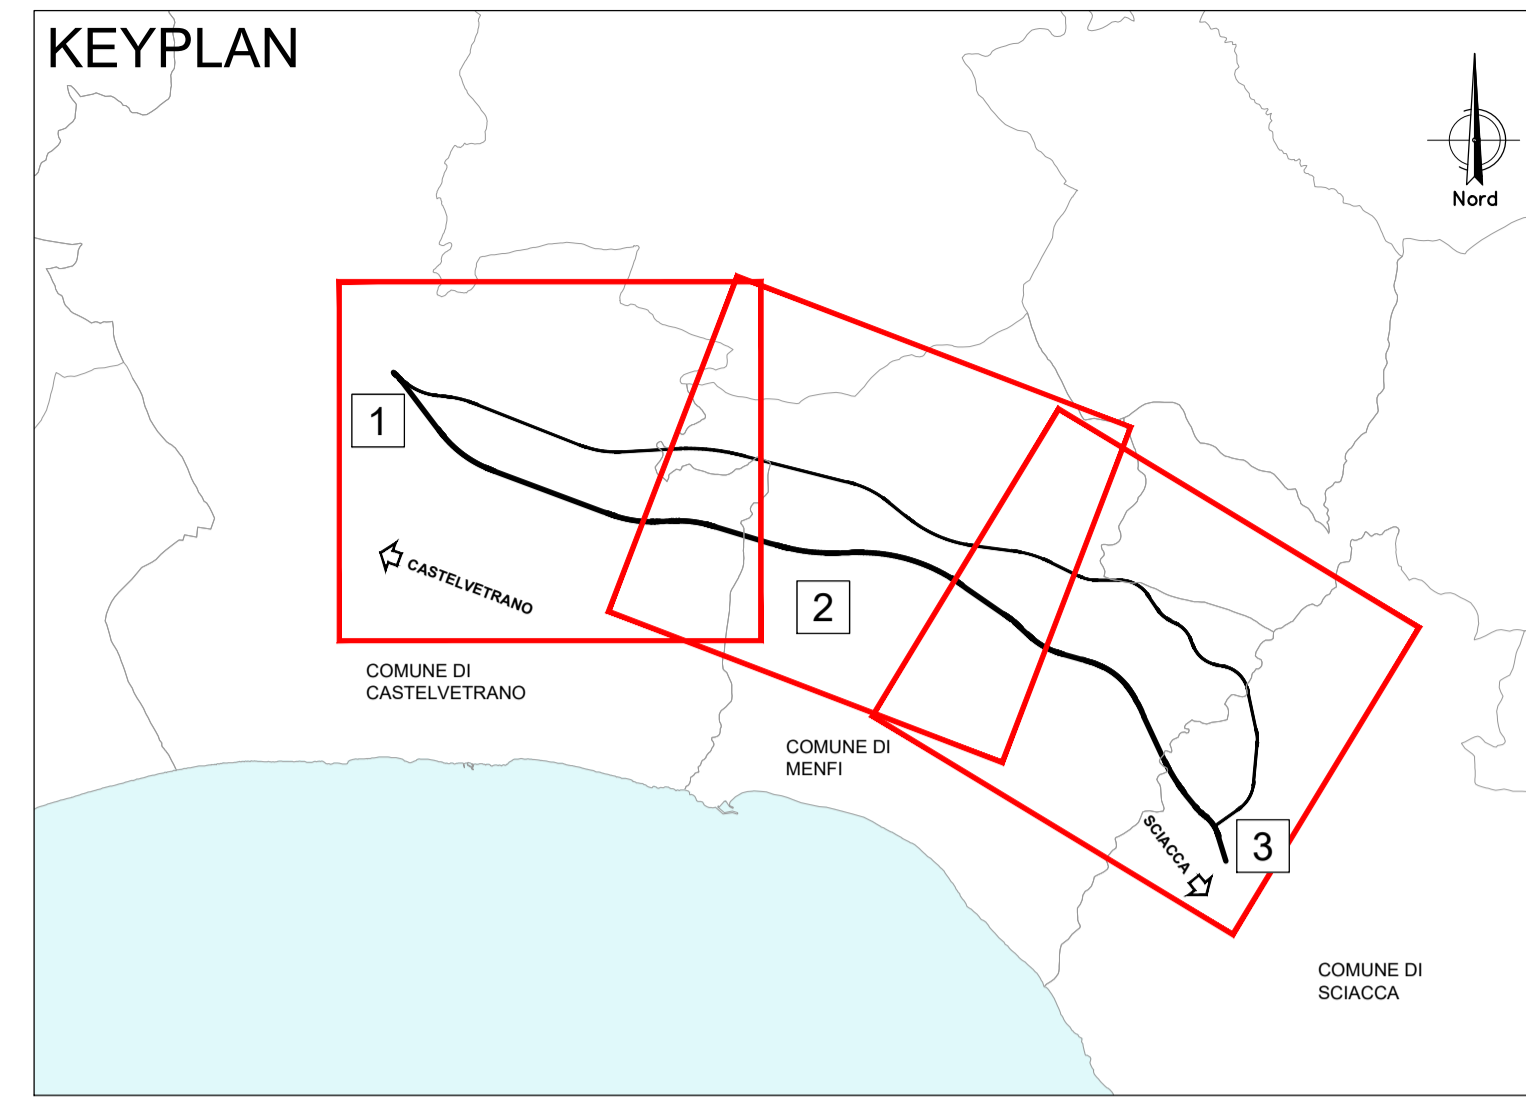 KEYPLAN
Nord
1
CASTELVETRANO
2
COMUNE DI
CASTELVETRANO
COMUNE DI
MENFI
SCIACCA
3
COMUNE DI
SCIACCA